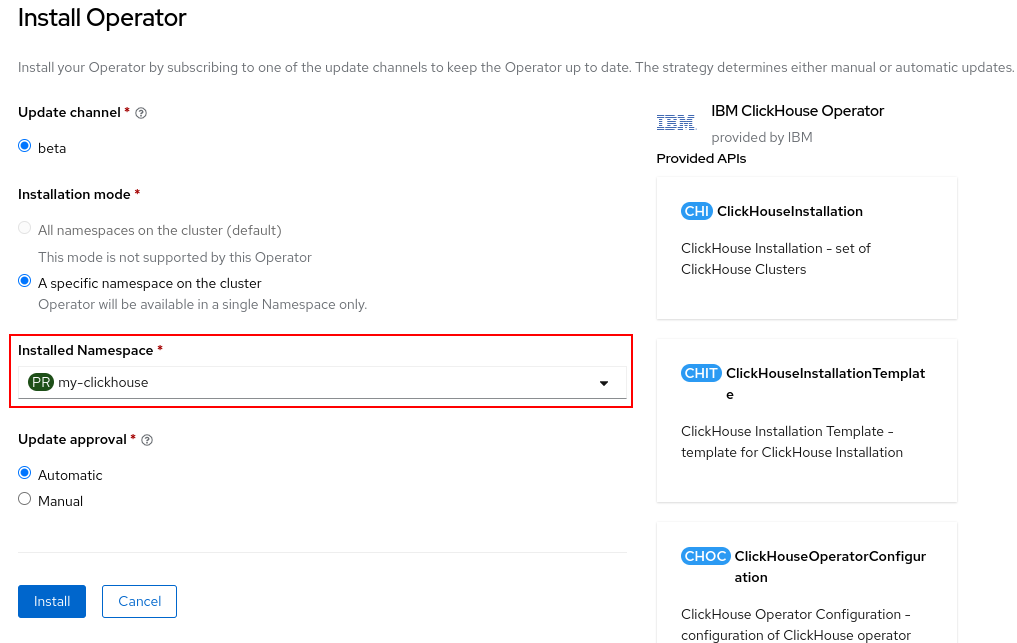 Install Operator
Install your Operator by subscribing to one of the update channels to keep the Operator up to date. The strategy determines either manual or automatic updates.
Update channel *
beta
Installation mode *
All namespaces on the cluster (default)
This mode is not supported by this Operator
A specific namespace on the cluster
Operator will be available in a single Namespace only.
Installed Namespace *
PR my-clickhouse
Update approval *
Automatic
Manual
Install Cancel
IBM
IBM ClickHouse Operator
provided by IBM
Provided APIs
CHI ClickHouseInstallation
ClickHouse Installation - set of
ClickHouse Clusters
CHIT ClickHouseInstallationTemplat
e
ClickHouse Installation Template -
template for ClickHouse Installation
CHOC ClickHouseOperatorConfigur
ation
ClickHouse Operator Configuration -
configuration of ClickHouse operator